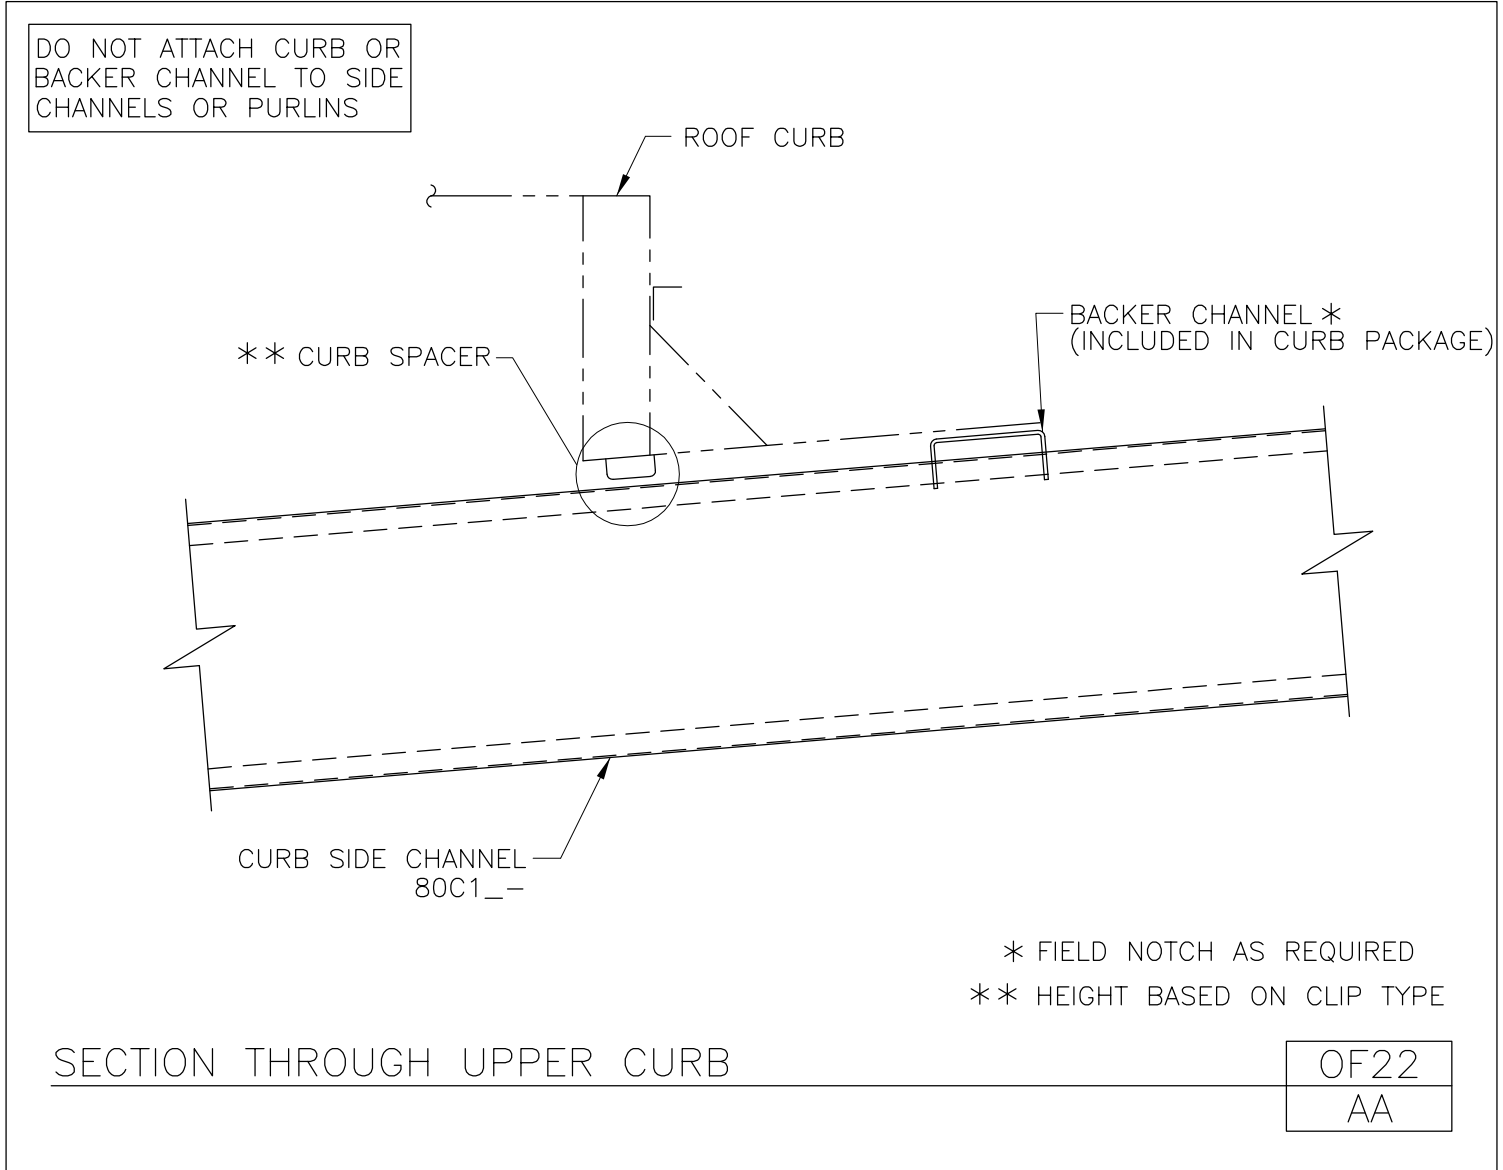 DO NOT ATTACH CURB OR
BACKER CHANNEL TO SIDE
CHANNELS OR PURLINS
ROOF CURB
BACKER CHANNEL *
(INCLUDED IN CURB PACKAGE)
** CURB SPACER
CURB SIDE CHANNEL
80C1_-
* FIELD NOTCH AS REQUIRED
** HEIGHT BASED ON CLIP TYPE
SECTION THROUGH UPPER CURB
OF22
AA